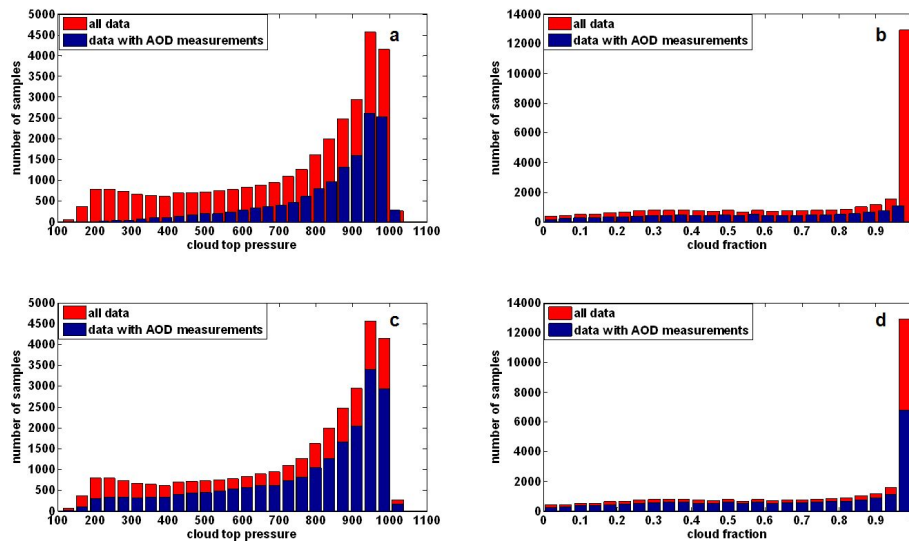 5000
4500
4000
3500
3000
2500
2000
1500
1000
500
0
number of samples
all data
data with AOD measurements
a
100 200 300 400 500 600 700 800 900 1000 1100
cloud top pressure
14000
12000
10000
8000
6000
4000
2000
0
number of samples
all data
data with AOD measurements
b
0 0.1 0.2 0.3 0.4 0.5 0.6 0.7 0.8 0.9
cloud fraction
5000
4500
4000
3500
3000
2500
2000
1500
1000
500
0
number of samples
all data
data with AOD measurements
c
100 200 300 400 500 600 700 800 900 1000 1100
cloud top pressure
14000
12000
10000
8000
6000
4000
2000
0
number of samples
all data
data with AOD measurements
d
0 0.1 0.2 0.3 0.4 0.5 0.6 0.7 0.8 0.9
cloud fraction